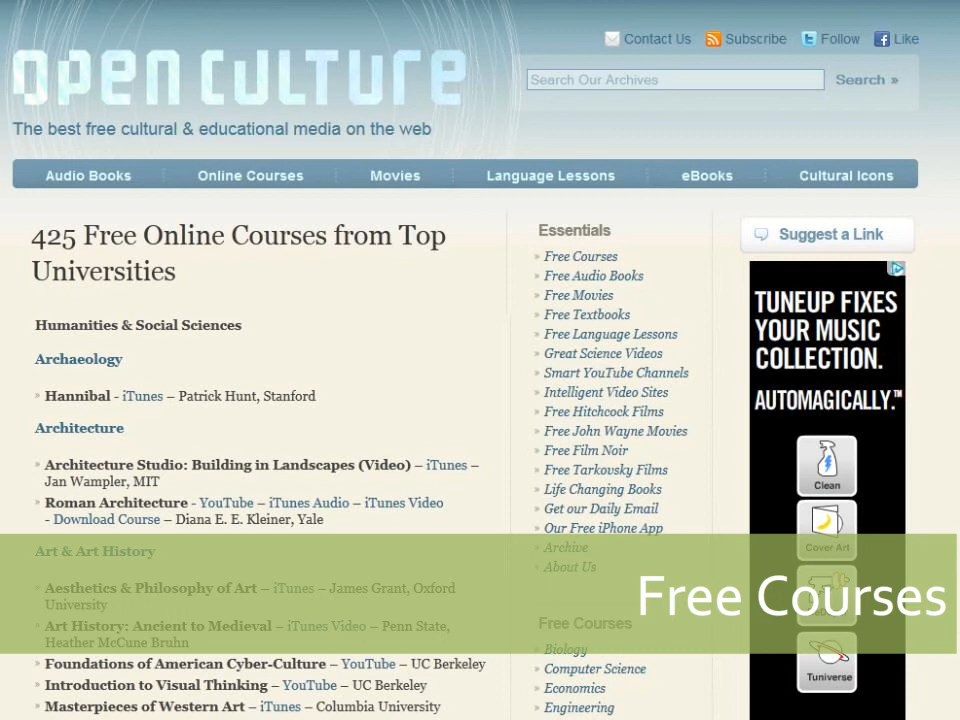 Contact Us
Subscribe
Follow
Like
open culture
Search Our Archives
Search »
The best free cultural & educational media on the web
Audio Books
Online Courses
Movies
Language Lessons
eBooks
Cultural Icons
425 Free Online Courses from Top
Universities
Humanities & Social Sciences
Archaeology
» Hannibal - iTunes – Patrick Hunt, Stanford
Architecture
» Architecture Studio: Building in Landscapes (Video) – iTunes –
Jan Wampler, MIT
» Roman Architecture - YouTube – iTunes Audio – iTunes Video
- Download Course – Diana E. E. Kleiner, Yale
Art & Art History
» Aesthetics & Philosophy of Art – iTunes – James Grant, Oxford
University
» Art History: Ancient to Medieval – iTunes Video – Penn State,
Heather McCune Bruhn
» Foundations of American Cyber-Culture – YouTube – UC Berkeley
» Introduction to Visual Thinking – YouTube – UC Berkeley
» Masterpieces of Western Art – iTunes – Columbia University
Essentials
» Free Courses
» Free Audio Books
» Free Movies
» Free Textbooks
» Free Language Lessons
» Great Science Videos
» Smart YouTube Channels
» Intelligent Video Sites
» Free Hitchcock Films
» Free John Wayne Movies
» Free Film Noir
» Free Tarkovsky Films
» Life Changing Books
» Get our Daily Email
» Our Free iPhone App
» Archive
» About Us
Free Courses
» Biology
» Computer Science
» Economics
» Engineering
Suggest a Link
TUNEUP FIXES
YOUR MUSIC
COLLECTION.
AUTOMAGICALLY.™
Clean
Cover Art
Tuniverse
Free Courses